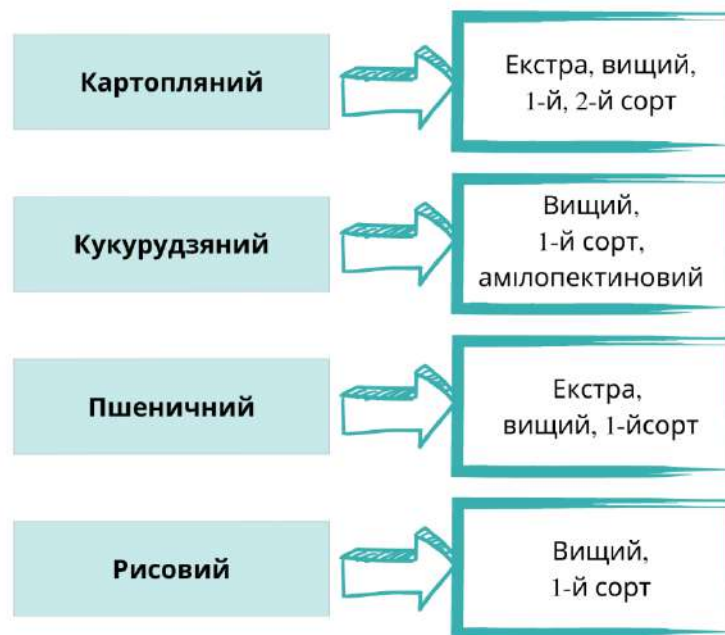 Картопляний
Екстра, вищий,
1-й, 2-й сорт
Кукурудзяний
Вищий,
1-й сорт,
амілопектиновий
Пшеничний
Екстра,
вищий, 1-йсорт
Рисовий
Вищий,
1-й сорт